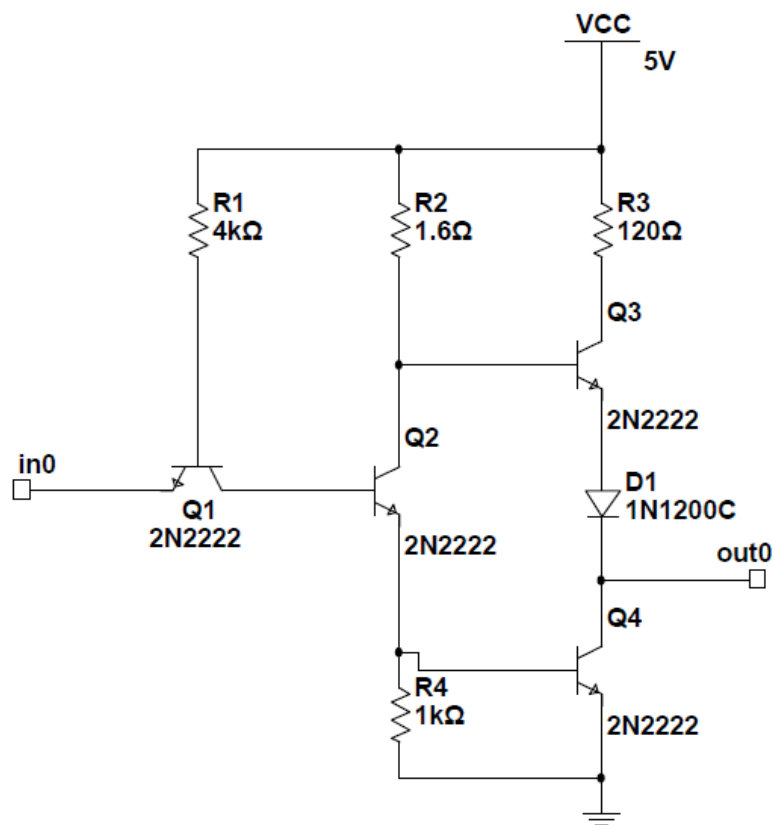 VCC
5V
R1
4kΩ
R2
1.6Ω
R3
120Ω
Q3
2N2222
Q2
in0
Q1
2N2222
2N2222
D1
1N1200C
out0
Q4
R4
1kΩ
2N2222